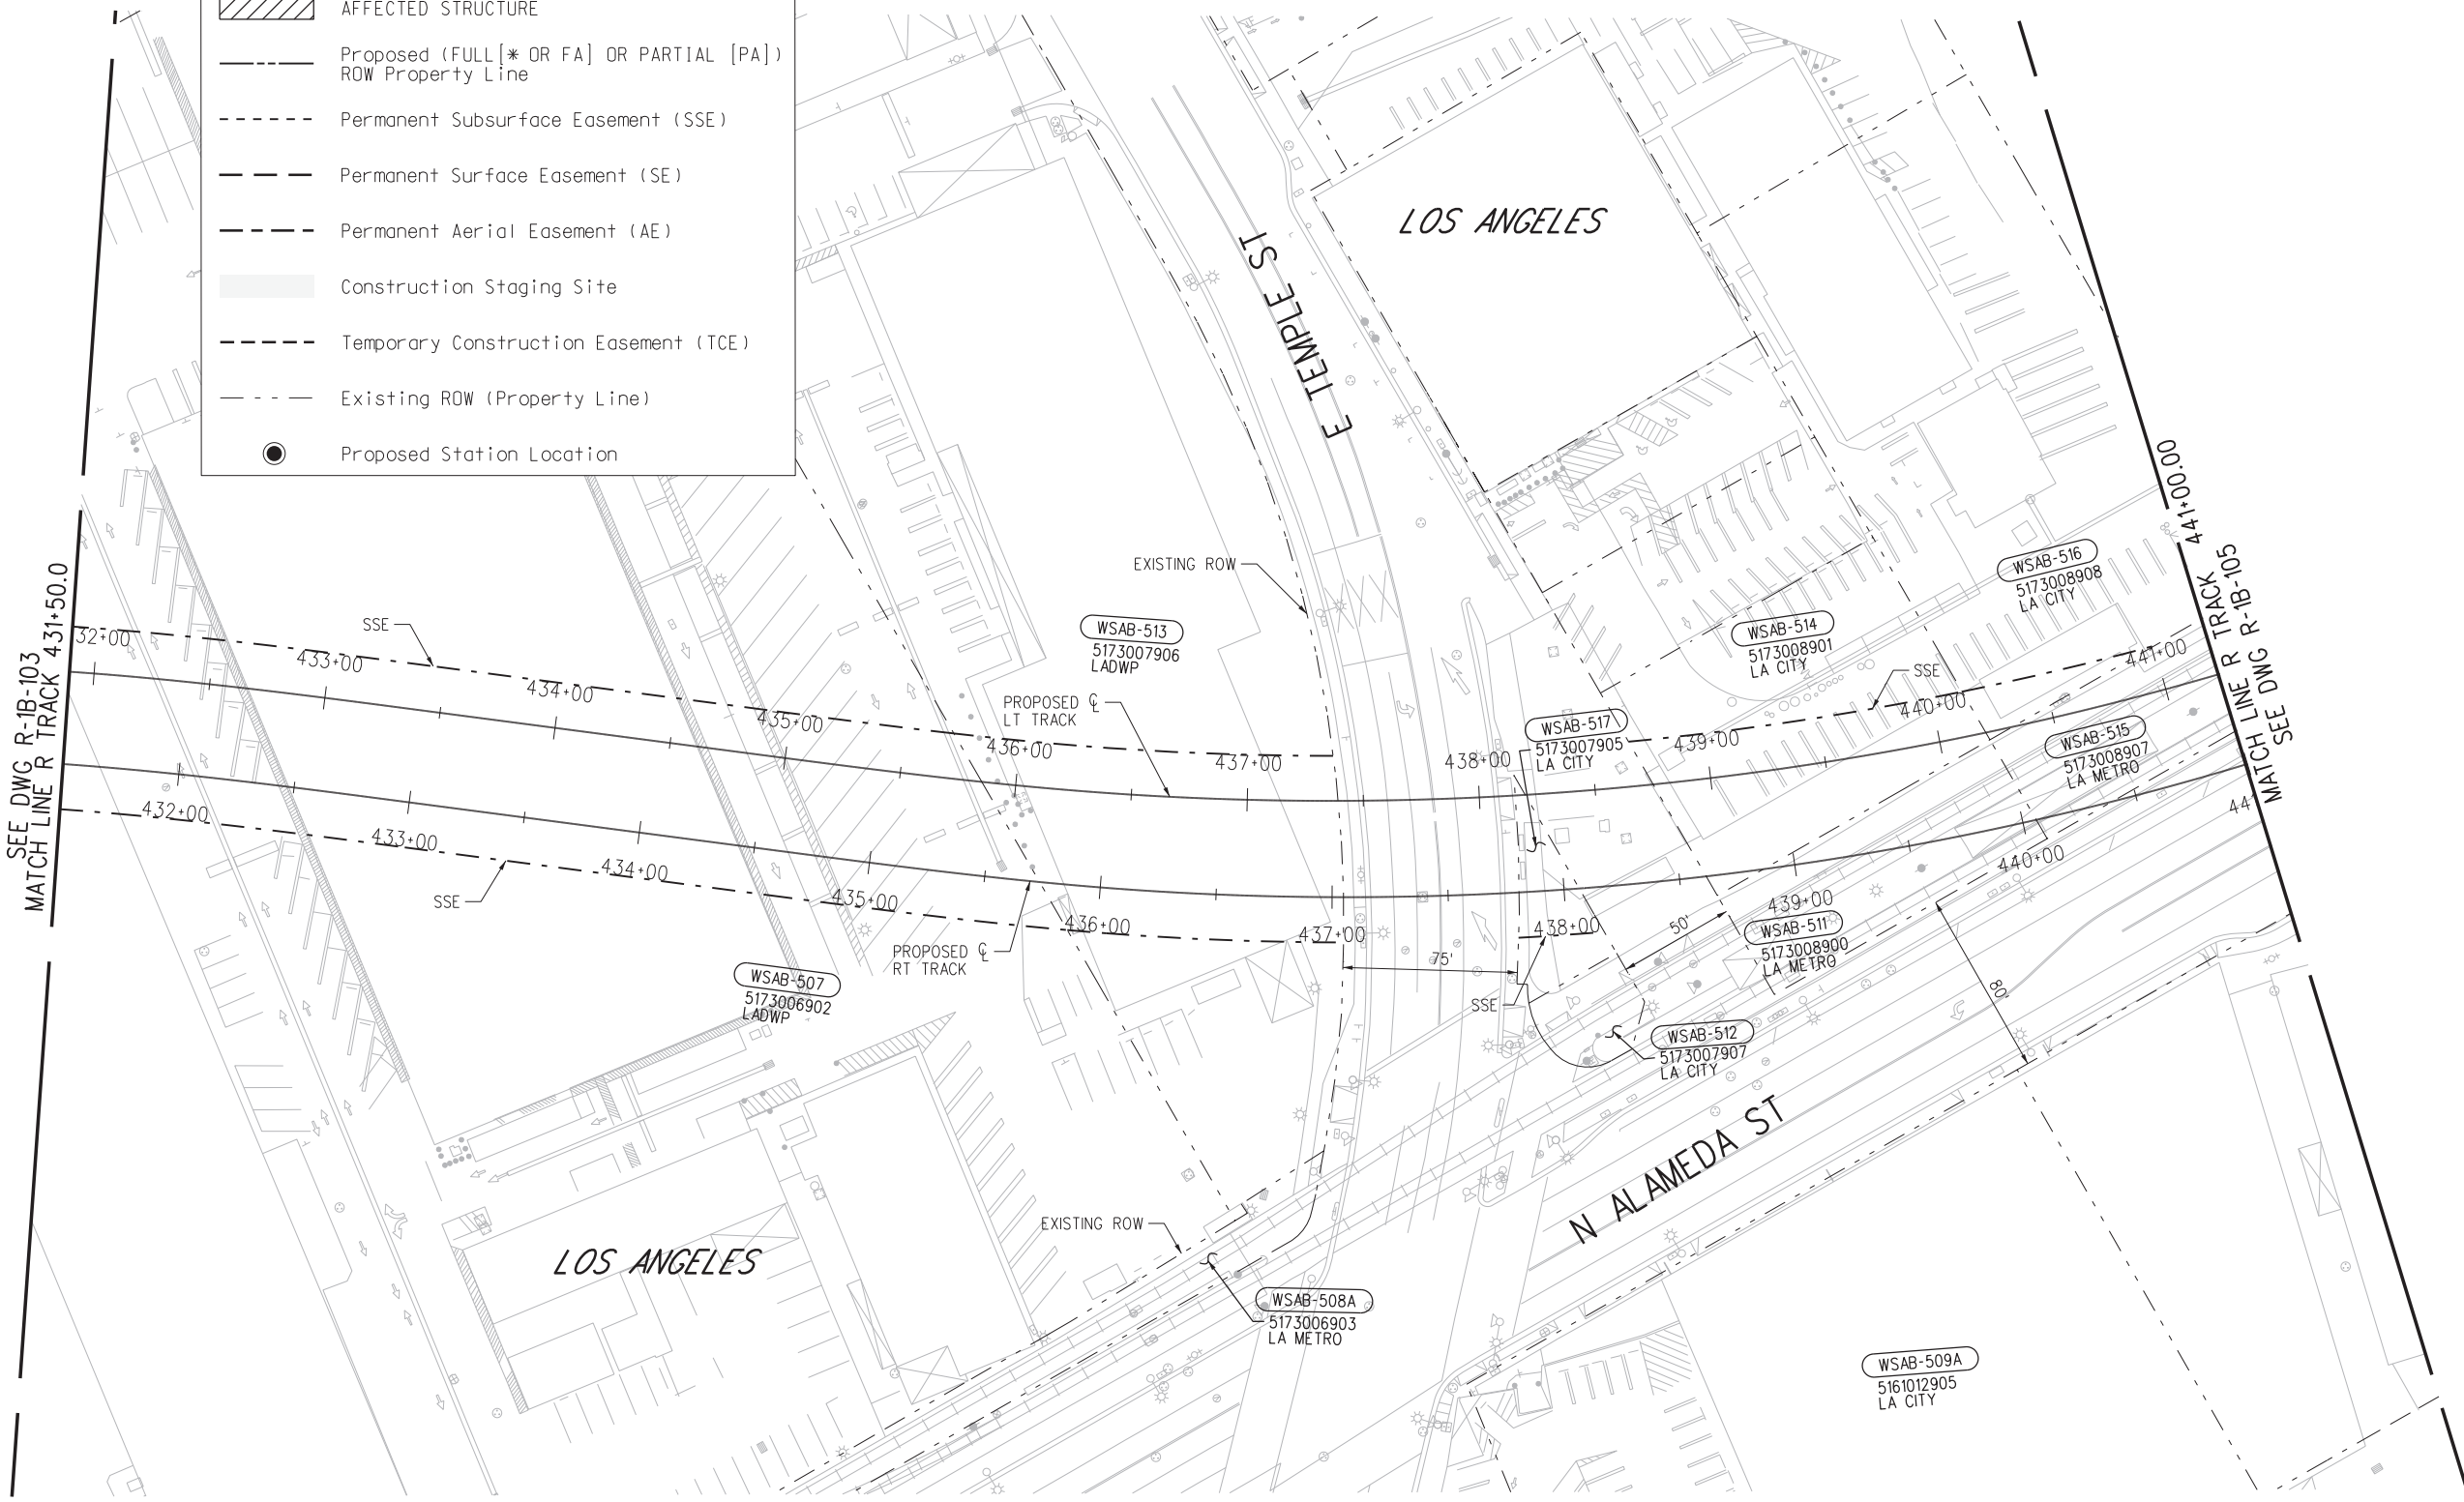 AFFECTED STRUCTURE
Proposed (FULL[* OR FA] OR PARTIAL [PA])
ROW Property Line
Permanent Subsurface Easement (SSE)
Permanent Surface Easement (SE)
Permanent Aerial Easement (AE)
Construction Staging Site
Temporary Construction Easement (TCE)
Existing ROW (Property Line)
Proposed Station Location
LOS ANGELES
E TEMPLE ST
SEE DWG R-1B-103
MATCH LINE R TRACK 431+50.0
MATCH LINE R TRACK 441+00.00
SEE DWG R-1B-105
EXISTING ROW
WSAB-513
5173007906
LADWP
WSAB-516
5173008908
LA CITY
WSAB-514
5173008901
LA CITY
SSE
SSE
32+00
433+00
434+00
435+00
436+00
437+00
438+00
439+00
440+00
441+00
PROPOSED ℄
LT TRACK
WSAB-517
5173007905
LA CITY
WSAB-515
5173008907
LA METRO
432+00
433+00
434+00
435+00
436+00
437+00
438+00
439+00
440+00
44
SSE
PROPOSED ℄
RT TRACK
75'
50'
80'
SSE
WSAB-511
5173008900
LA METRO
WSAB-507
5173006902
LADWP
WSAB-512
5173007907
LA CITY
N ALAMEDA ST
EXISTING ROW
LOS ANGELES
WSAB-508A
5173006903
LA METRO
WSAB-509A
5161012905
LA CITY